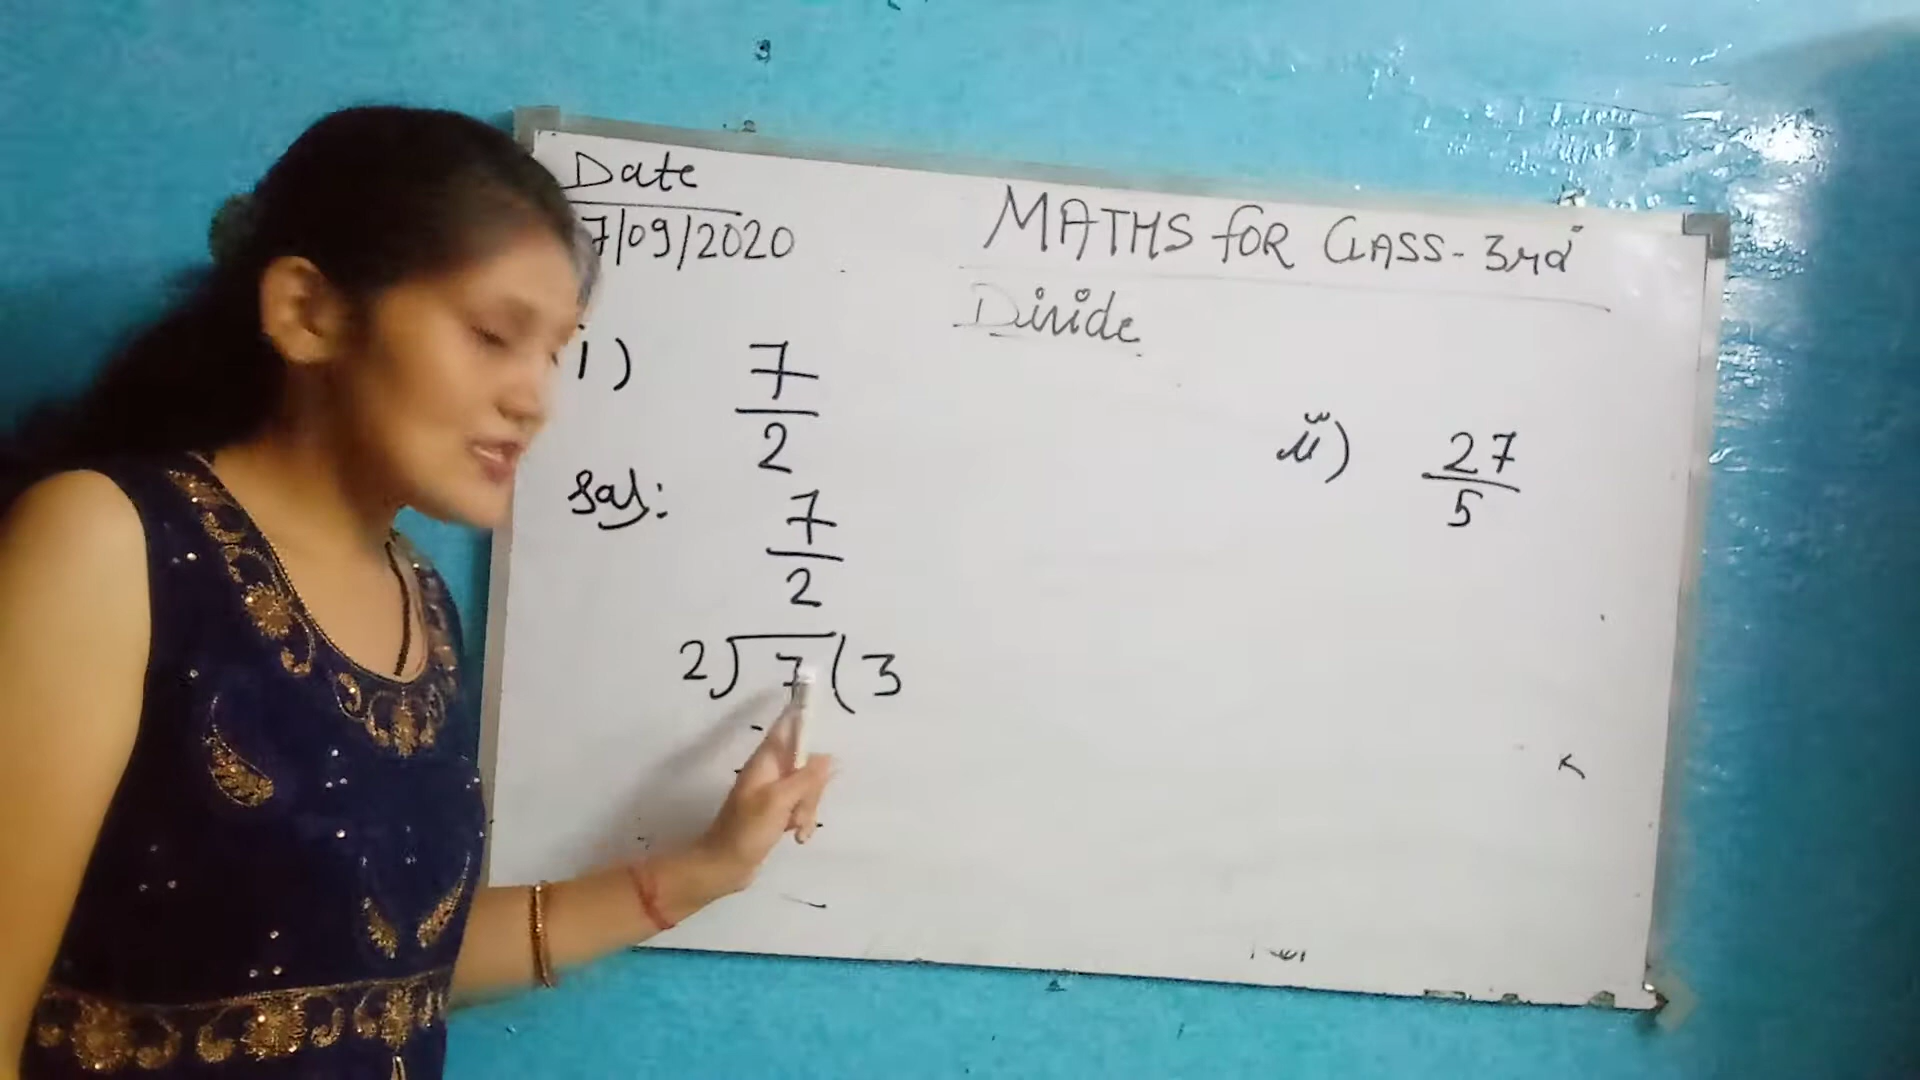 Date
7/09/2020
MATHS FOR CLASS - 3rd
Divide
i) 7/2
Sol: 7/2
2)7(3
ii) 27/5